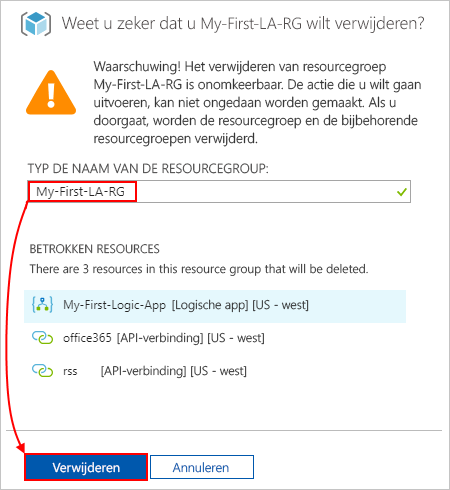 Weet u zeker dat u My-First-LA-RG wilt verwijderen?
Waarschuwing! Het verwijderen van resourcegroep
My-First-LA-RG is onomkeerbaar. De actie die u wilt gaan
uitvoeren, kan niet ongedaan worden gemaakt. Als u
doorgaat, worden de resourcegroep en de bijbehorende
resourcegroepen verwijderd.
TYP DE NAAM VAN DE RESOURCEGROUP:
My-First-LA-RG
BETROKKEN RESOURCES
There are 3 resources in this resource group that will be deleted.
My-First-Logic-App [Logische app] [US - west]
office365 [API-verbinding] [US - west]
rss [API-verbinding] [US - west]
Verwijderen Annuleren